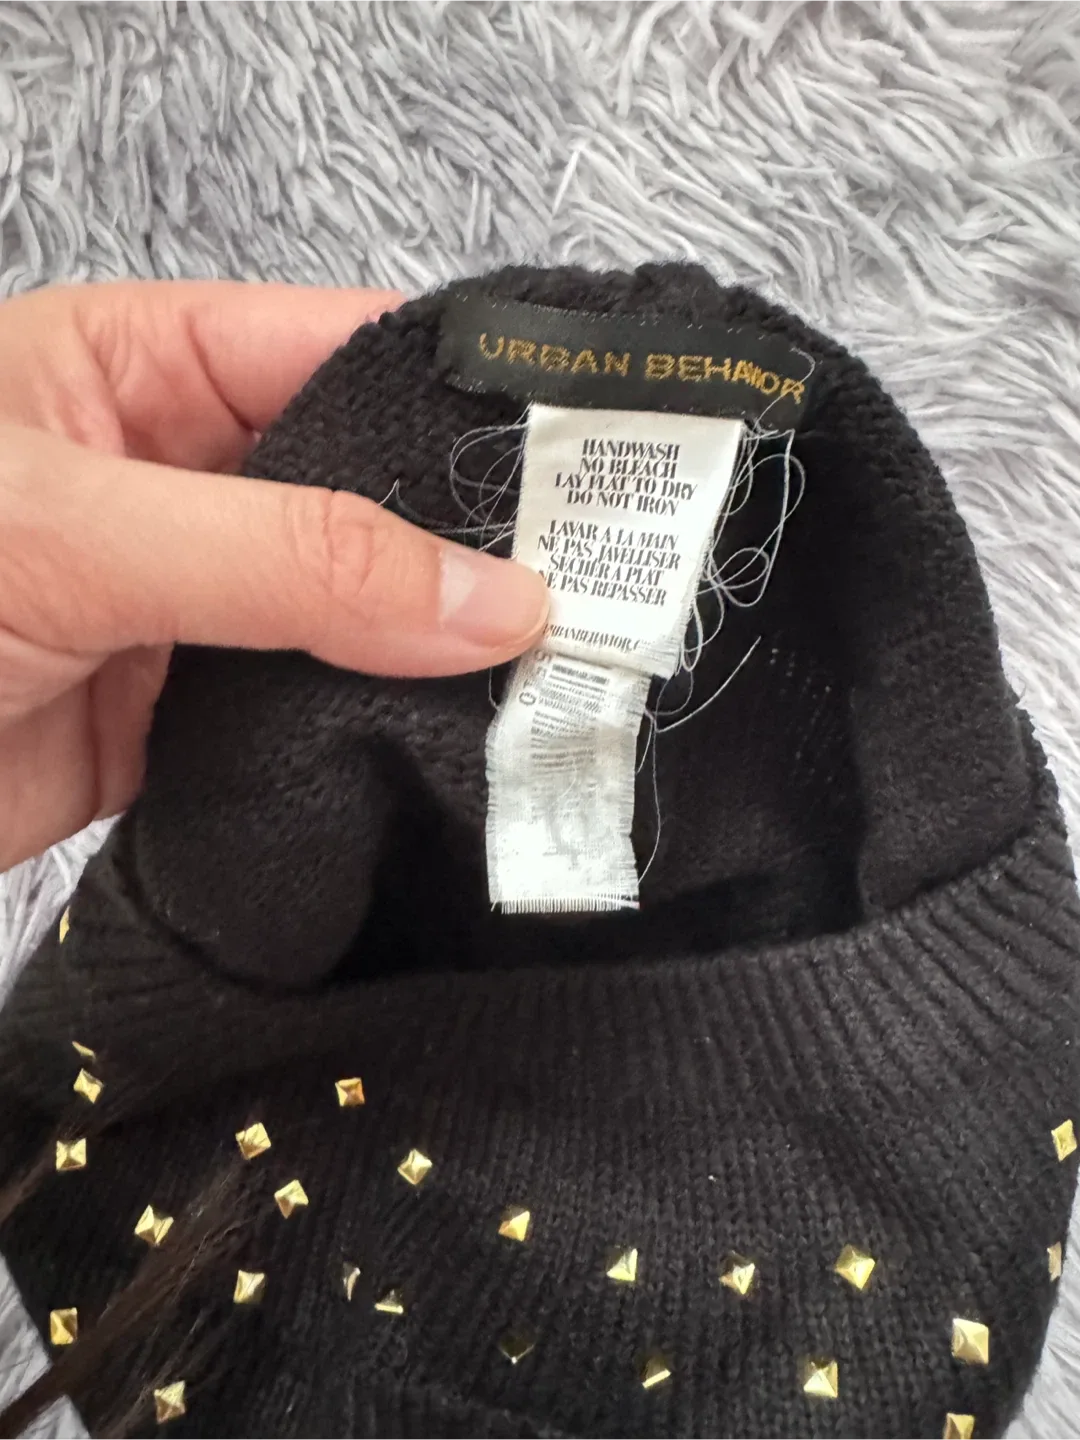 URBAN BEHAVIOR
HANDWASH
NO BLEACH
LAY FLAT TO DRY
DO NOT IRON
LAVAR A LA MAIN
NE PAS JAVELLISER
SECHER A PLAT
NE PAS REPASSER